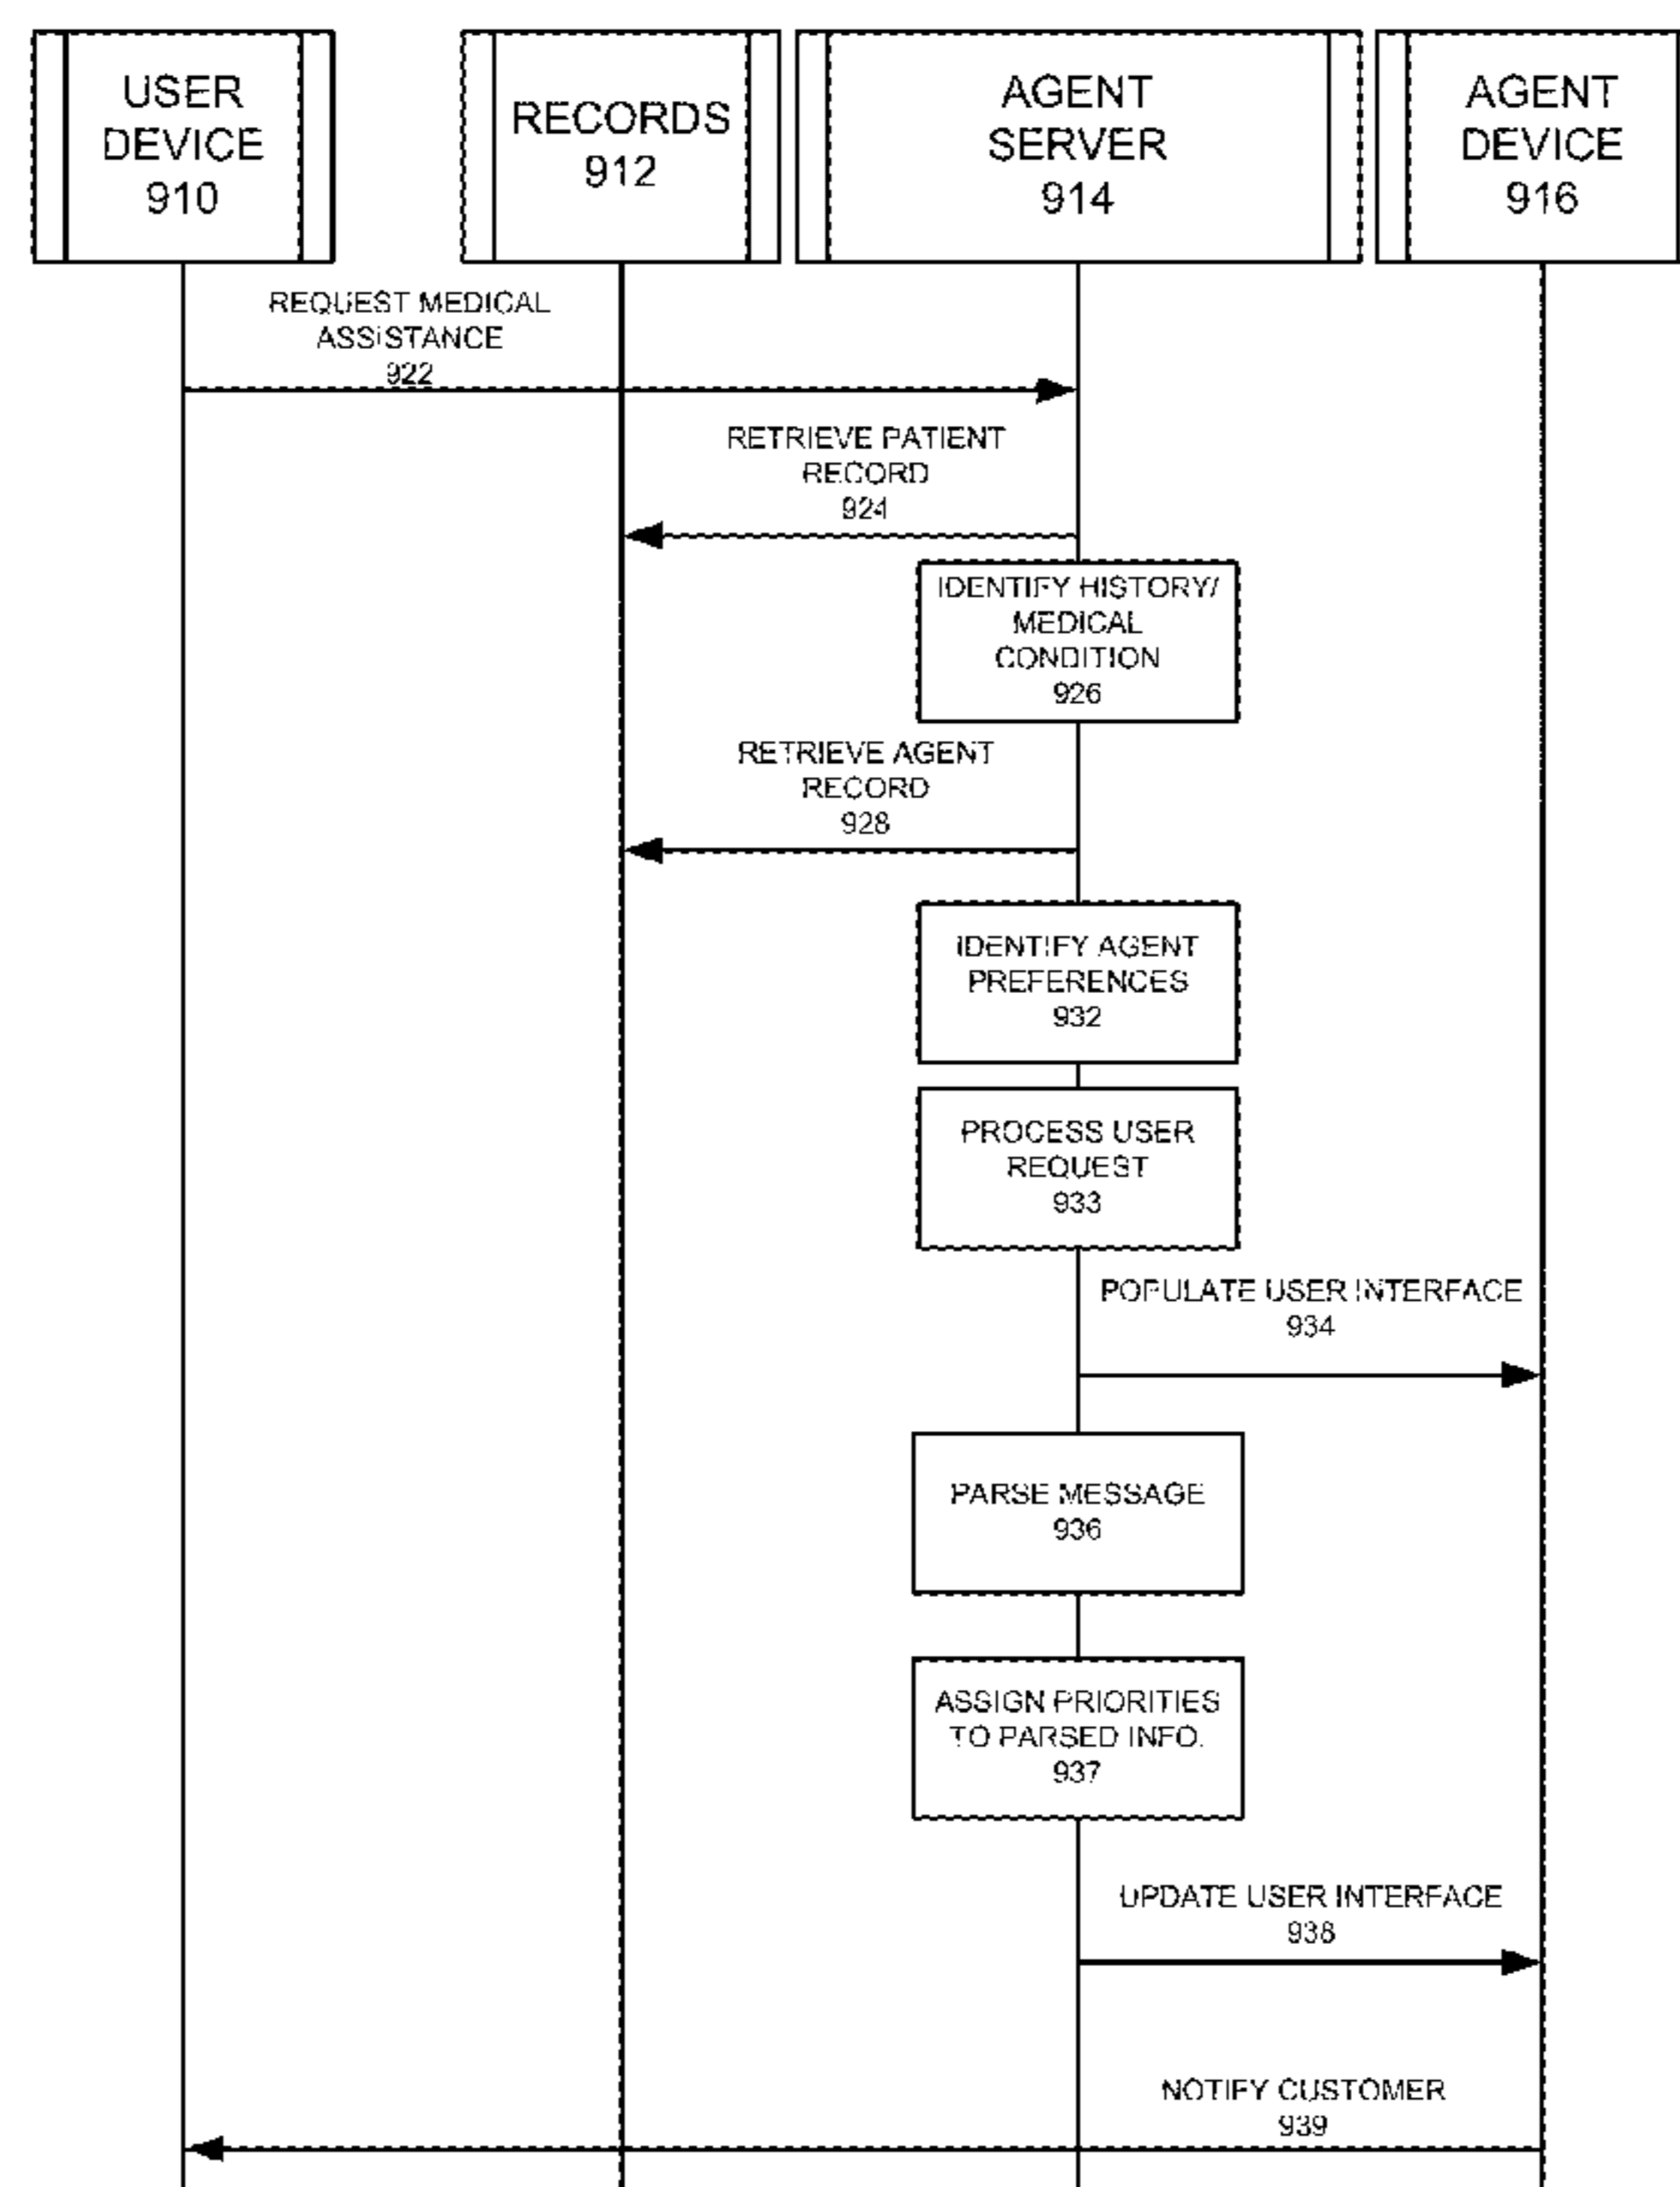 USER
DEVICE
910
RECORDS
912
AGENT
SERVER
914
AGENT
DEVICE
916
REQUEST MEDICAL
ASSISTANCE
922
RETRIEVE PATIENT
RECORD
924
IDENTIFY HISTORY/
MEDICAL
CONDITION
926
RETRIEVE AGENT
RECORD
928
IDENTIFY AGENT
PREFERENCES
932
PROCESS USER
REQUEST
933
POPULATE USER INTERFACE
934
PARSE MESSAGE
936
ASSIGN PRIORITIES
TO PARSED INFO.
937
UPDATE USER INTERFACE
938
NOTIFY CUSTOMER
939